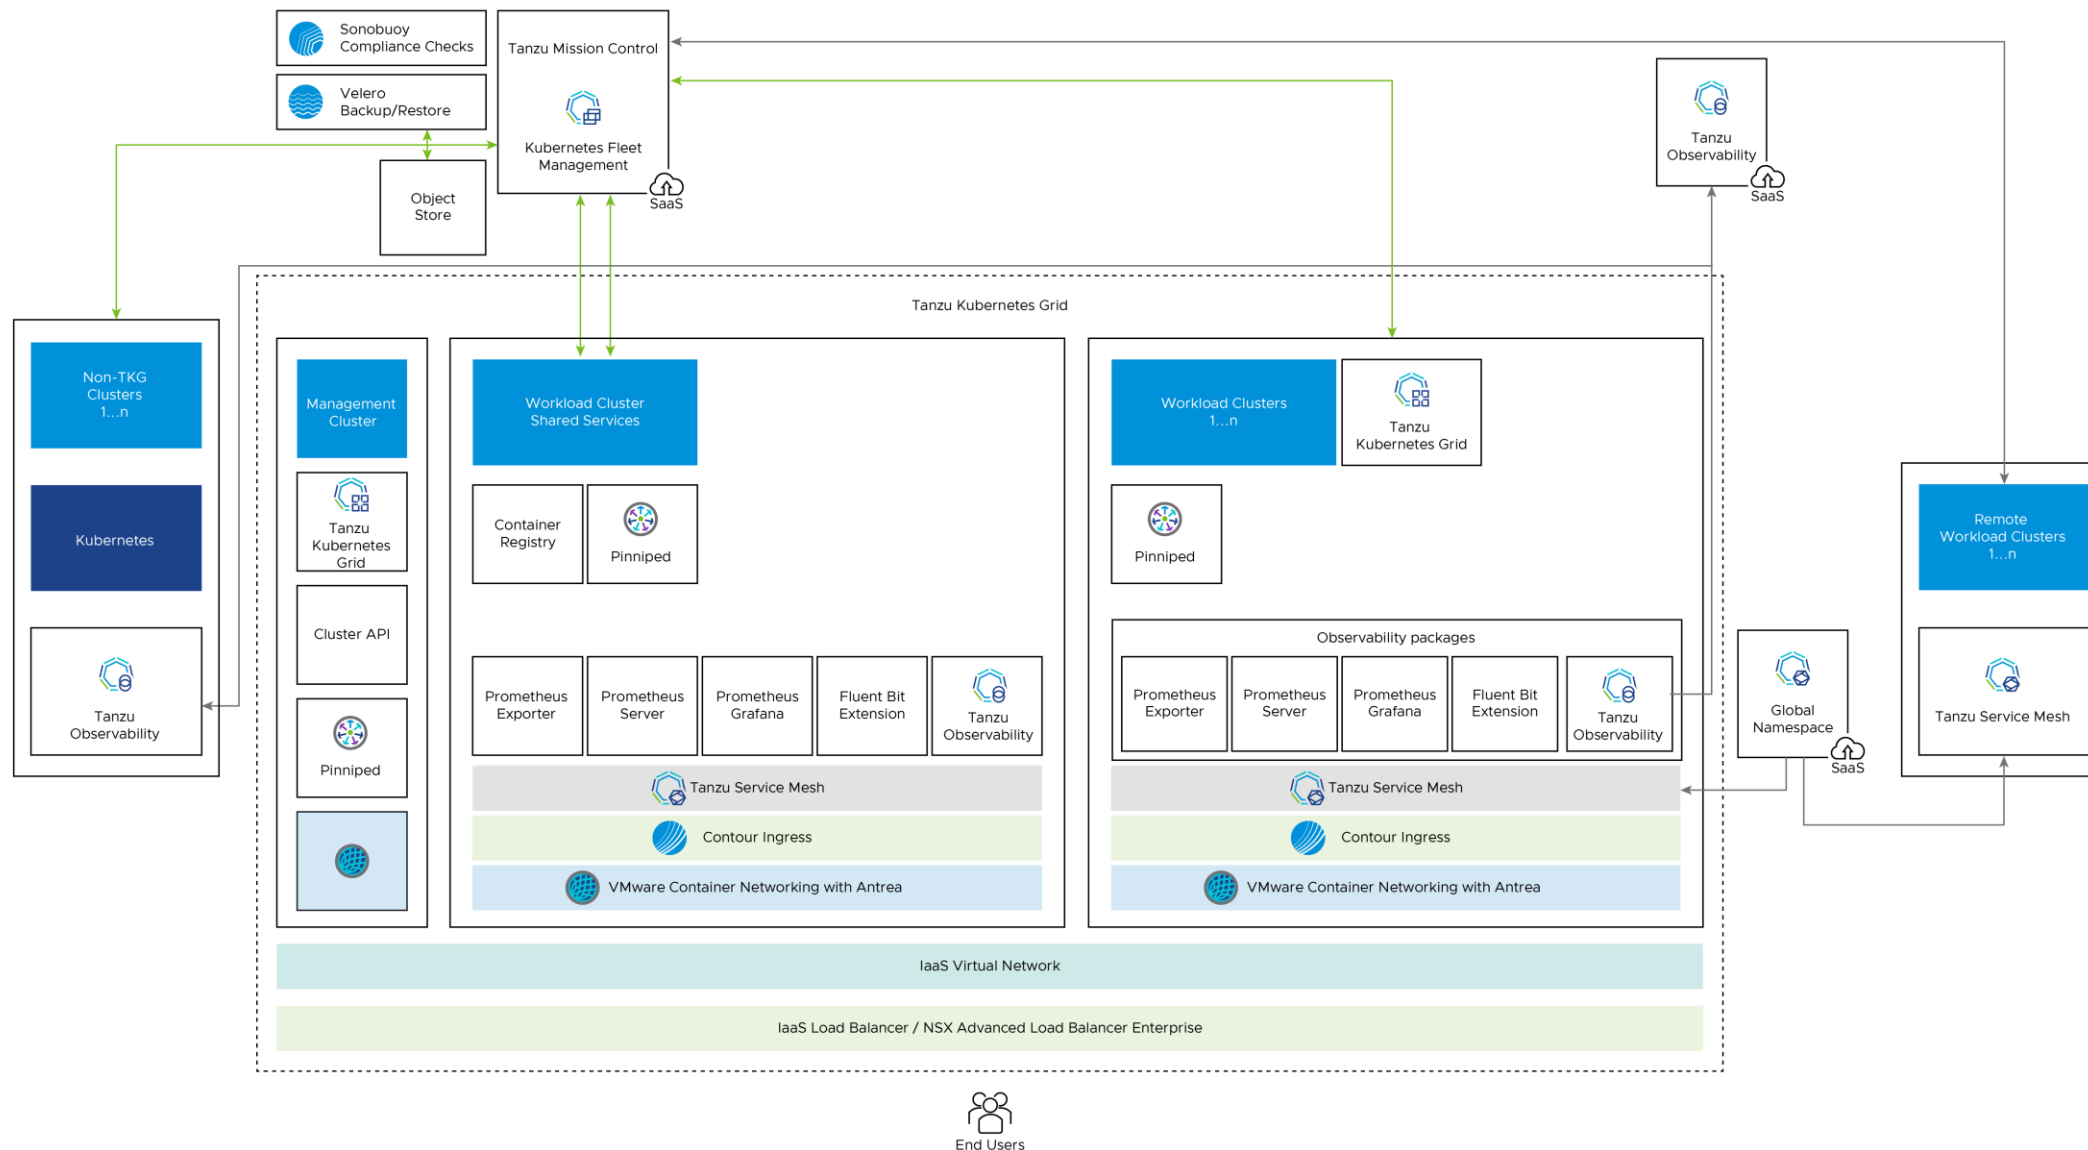 Sonobuoy
Compliance Checks
Velero
Backup/Restore
Object
Store
Tanzu Mission Control
Kubernetes Fleet
Management
SaaS
Tanzu
Observability
SaaS
Tanzu Kubernetes Grid
Non-TKG
Clusters
1...n
Kubernetes
Tanzu
Observability
Management
Cluster
Tanzu
Kubernetes
Grid
Cluster API
Pinniped
Workload Cluster
Shared Services
Container
Registry
Pinniped
Prometheus
Exporter
Prometheus
Server
Prometheus
Grafana
Fluent Bit
Extension
Tanzu
Observability
Tanzu Service Mesh
Contour Ingress
VMware Container Networking with Antrea
Workload Clusters
1...n
Tanzu
Kubernetes Grid
Pinniped
Observability packages
Prometheus
Exporter
Prometheus
Server
Prometheus
Grafana
Fluent Bit
Extension
Tanzu
Observability
Tanzu Service Mesh
Contour Ingress
VMware Container Networking with Antrea
Global
Namespace
SaaS
Remote
Workload Clusters
1...n
Tanzu Service Mesh
IaaS Virtual Network
IaaS Load Balancer / NSX Advanced Load Balancer Enterprise
End Users